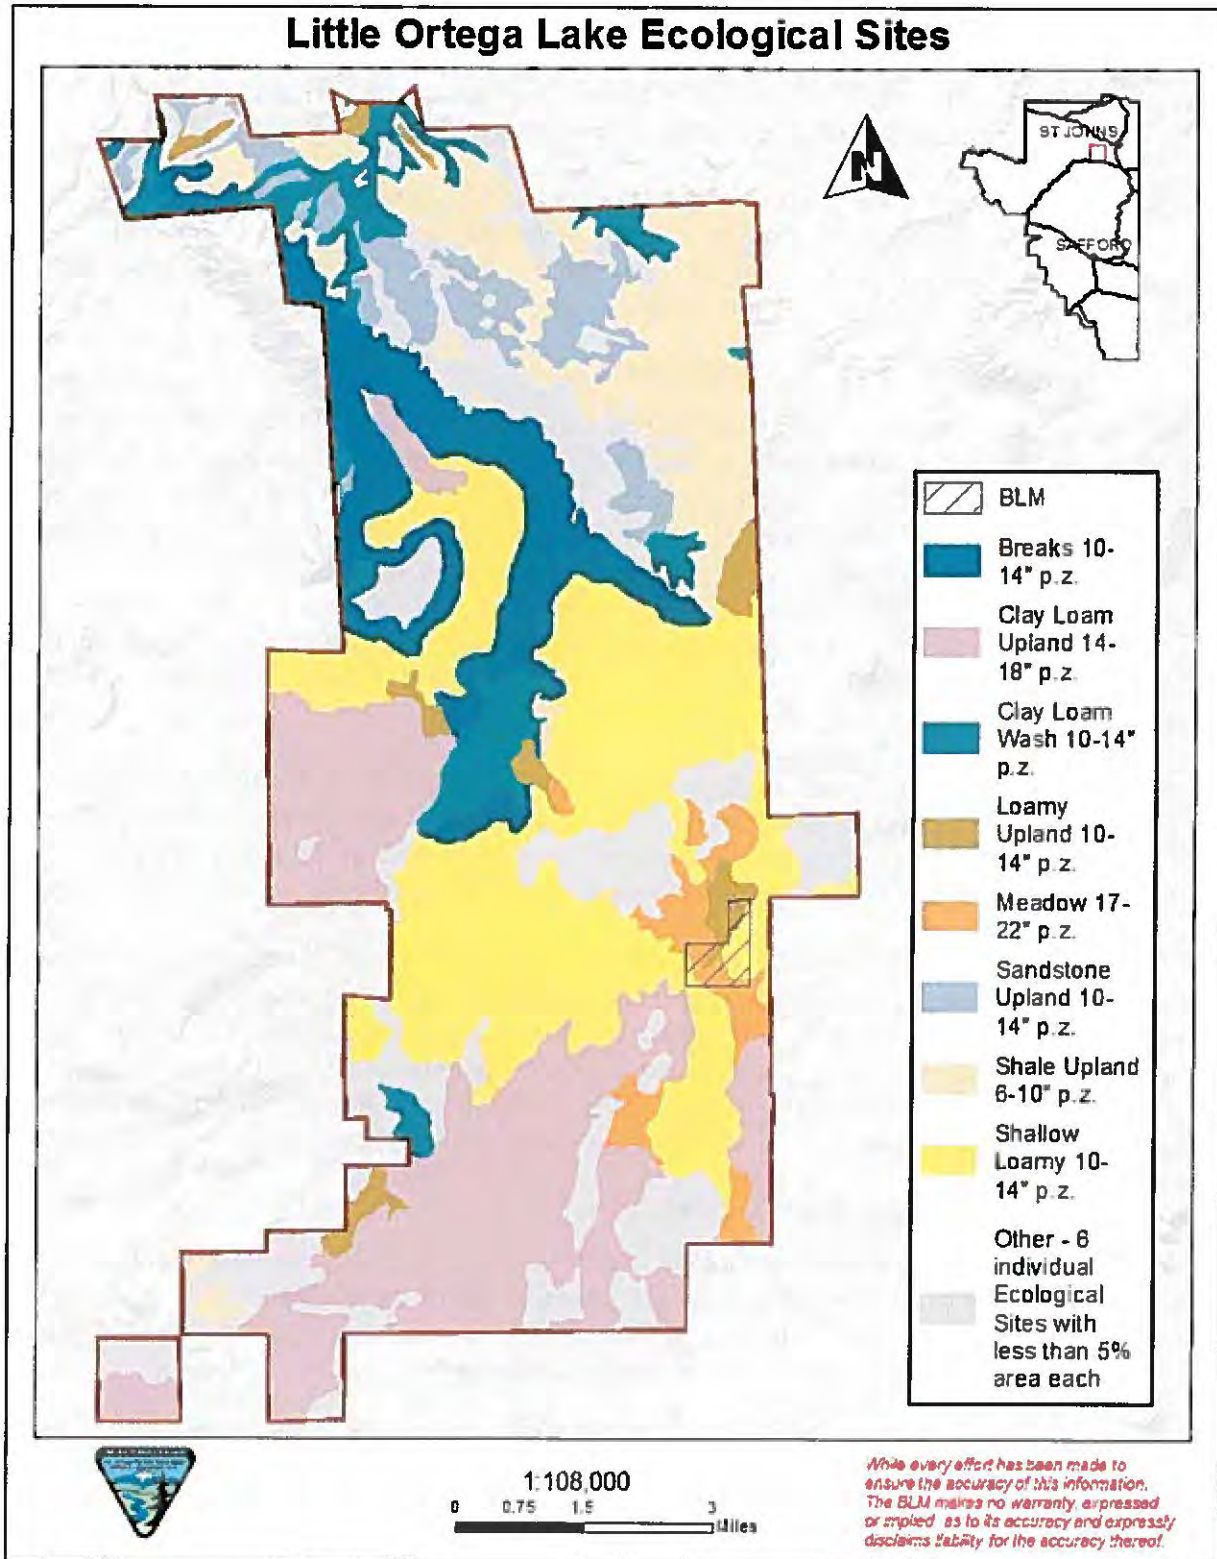 Little Ortega Lake Ecological Sites
N
ST JOHNS
SAFFORD
BLM
Breaks 10-
14" p.z.
Clay Loam
Upland 14-
18" p.z.
Clay Loam
Wash 10-14"
p.z.
Loamy
Upland 10-
14" p.z.
Meadow 17-
22" p.z.
Sandstone
Upland 10-
14" p.z.
Shale Upland
6-10" p.z.
Shallow
Loamy 10-
14" p.z.
Other - 6
individual
Ecological
Sites with
less than 5%
area each
1:108,000
0 0.75 1.5 3
Miles
While every effort has been made to
ensure the accuracy of this information.
The BLM makes no warranty, expressed
or implied, as to its accuracy and expressly
disclaims liability for the accuracy thereof.